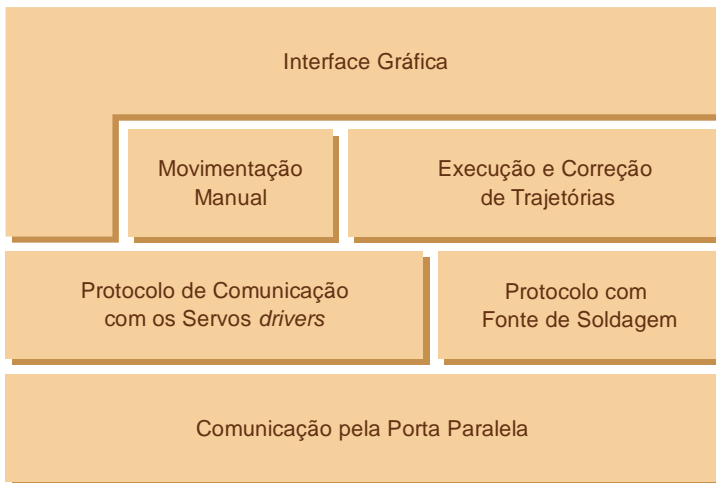 Interface Gráfica
Movimentação
Manual
Execução e Correção
de Trajetórias
Protocolo de Comunicação
com os Servos drivers
Protocolo com
Fonte de Soldagem
Comunicação pela Porta Paralela